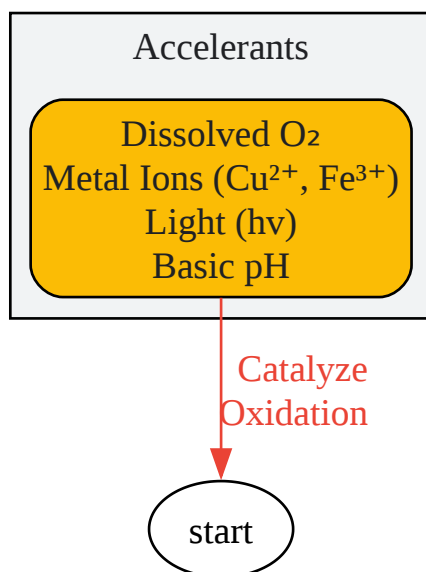 Accelerants
Dissolved O₂
Metal Ions (Cu²⁺, Fe³⁺)
Light (hv)
Basic pH
Catalyze
Oxidation
start